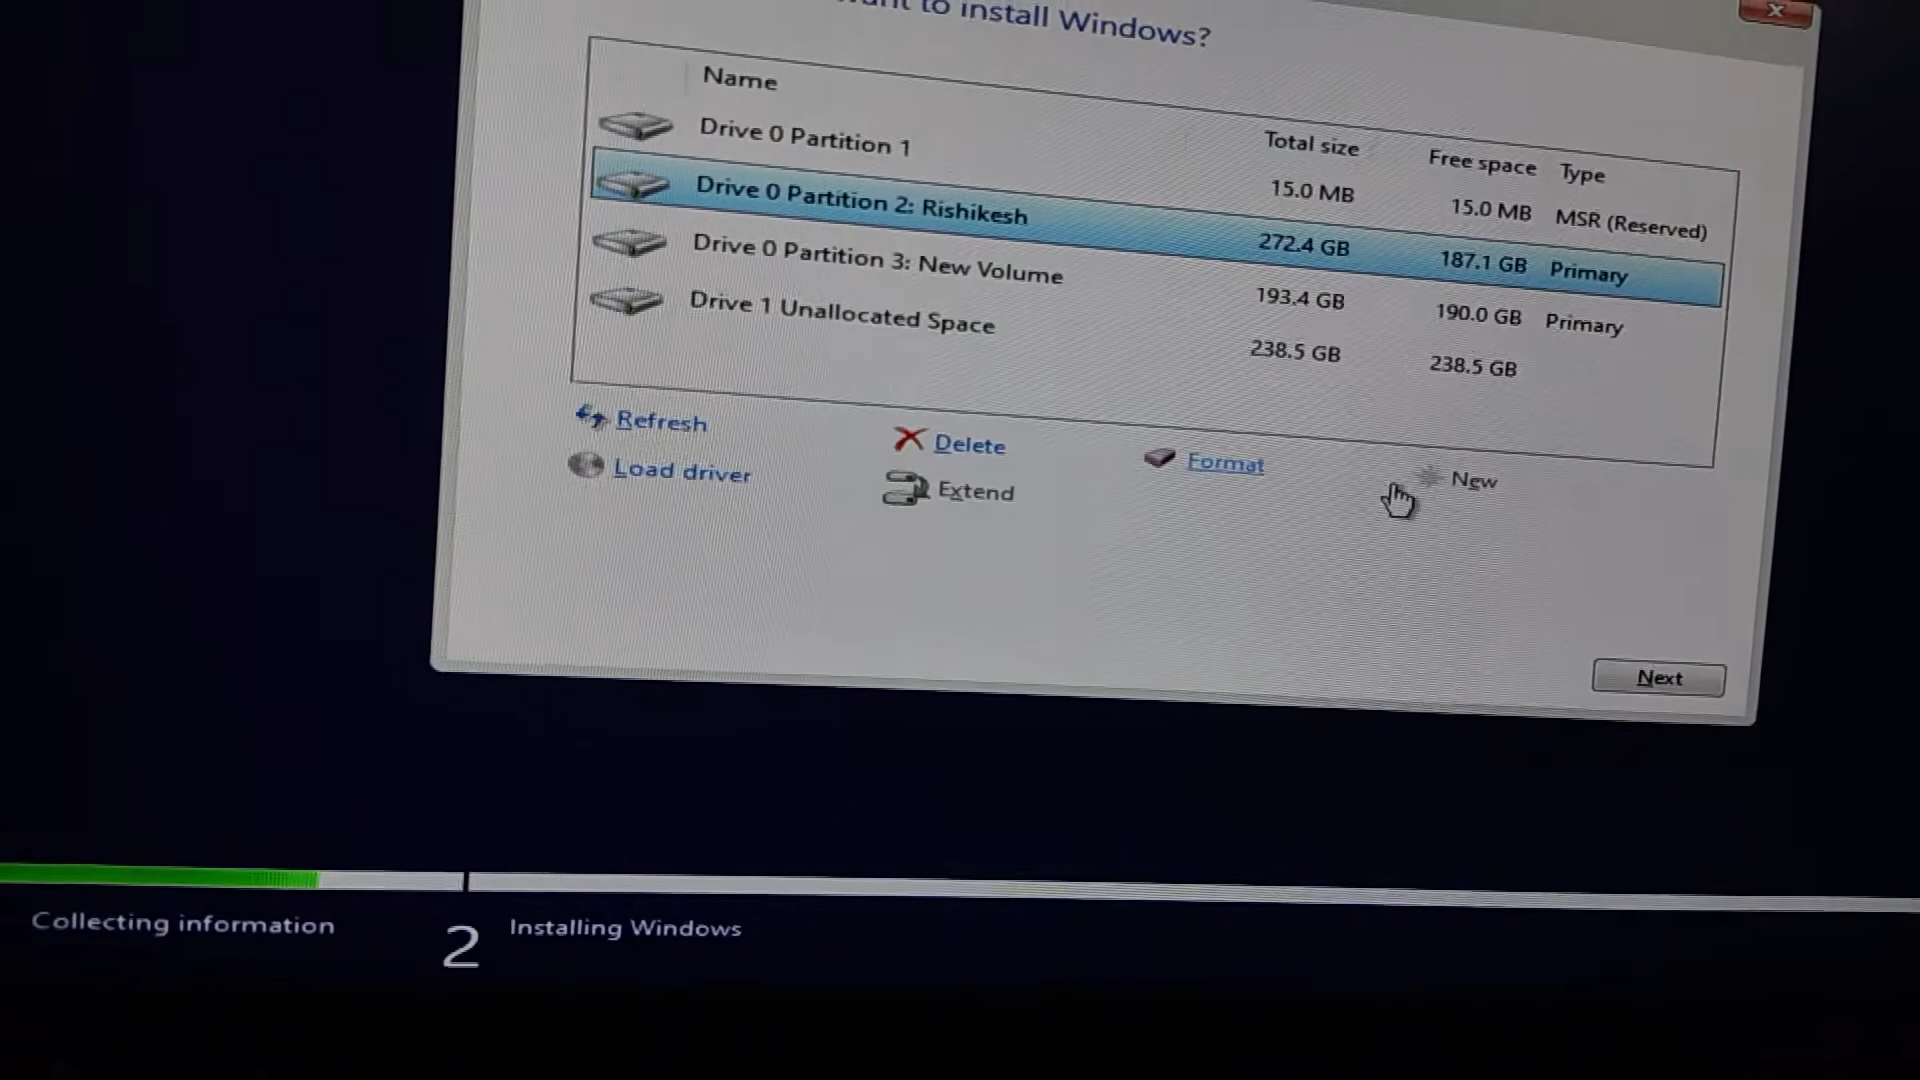 to install Windows?
Name Total size Free space Type
Drive 0 Partition 1 15.0 MB 15.0 MB MSR (Reserved)
Drive 0 Partition 2: Rishikesh 272.4 GB 187.1 GB Primary
Drive 0 Partition 3: New Volume 193.4 GB 190.0 GB Primary
Drive 1 Unallocated Space 238.5 GB 238.5 GB
Refresh Delete Format New
Load driver Extend
Next
Collecting information 2 Installing Windows